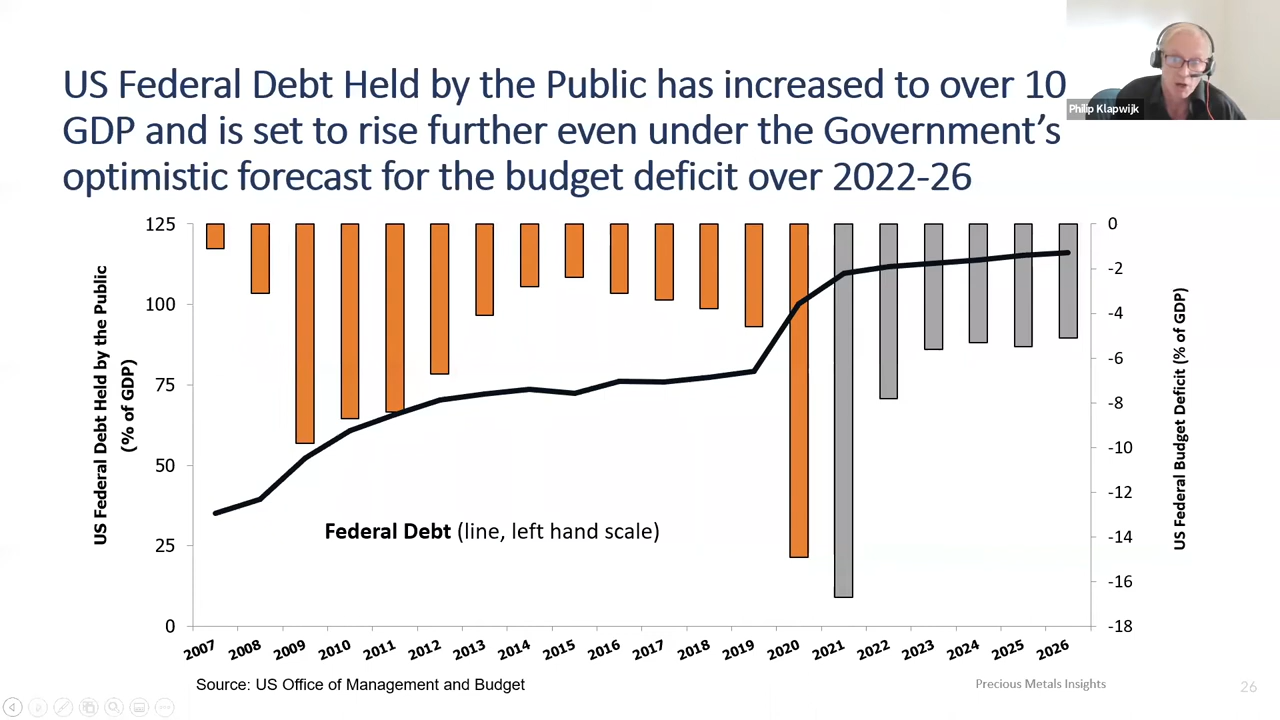 US Federal Debt Held by the Public has increased to over 10
GDP and is set to rise further even under the Government’s
optimistic forecast for the budget deficit over 2022-26
Philip Klapwijk
125
100
75
50
25
0
US Federal Debt Held by the Public
(% of GDP)
Federal Debt (line, left hand scale)
0
-2
-4
-6
-8
-10
-12
-14
-16
-18
US Federal Budget Deficit (% of GDP)
2007 2008 2009 2010 2011 2012 2013 2014 2015 2016 2017 2018 2019 2020 2021 2022 2023 2024 2025 2026
Source: US Office of Management and Budget
Precious Metals Insights
26